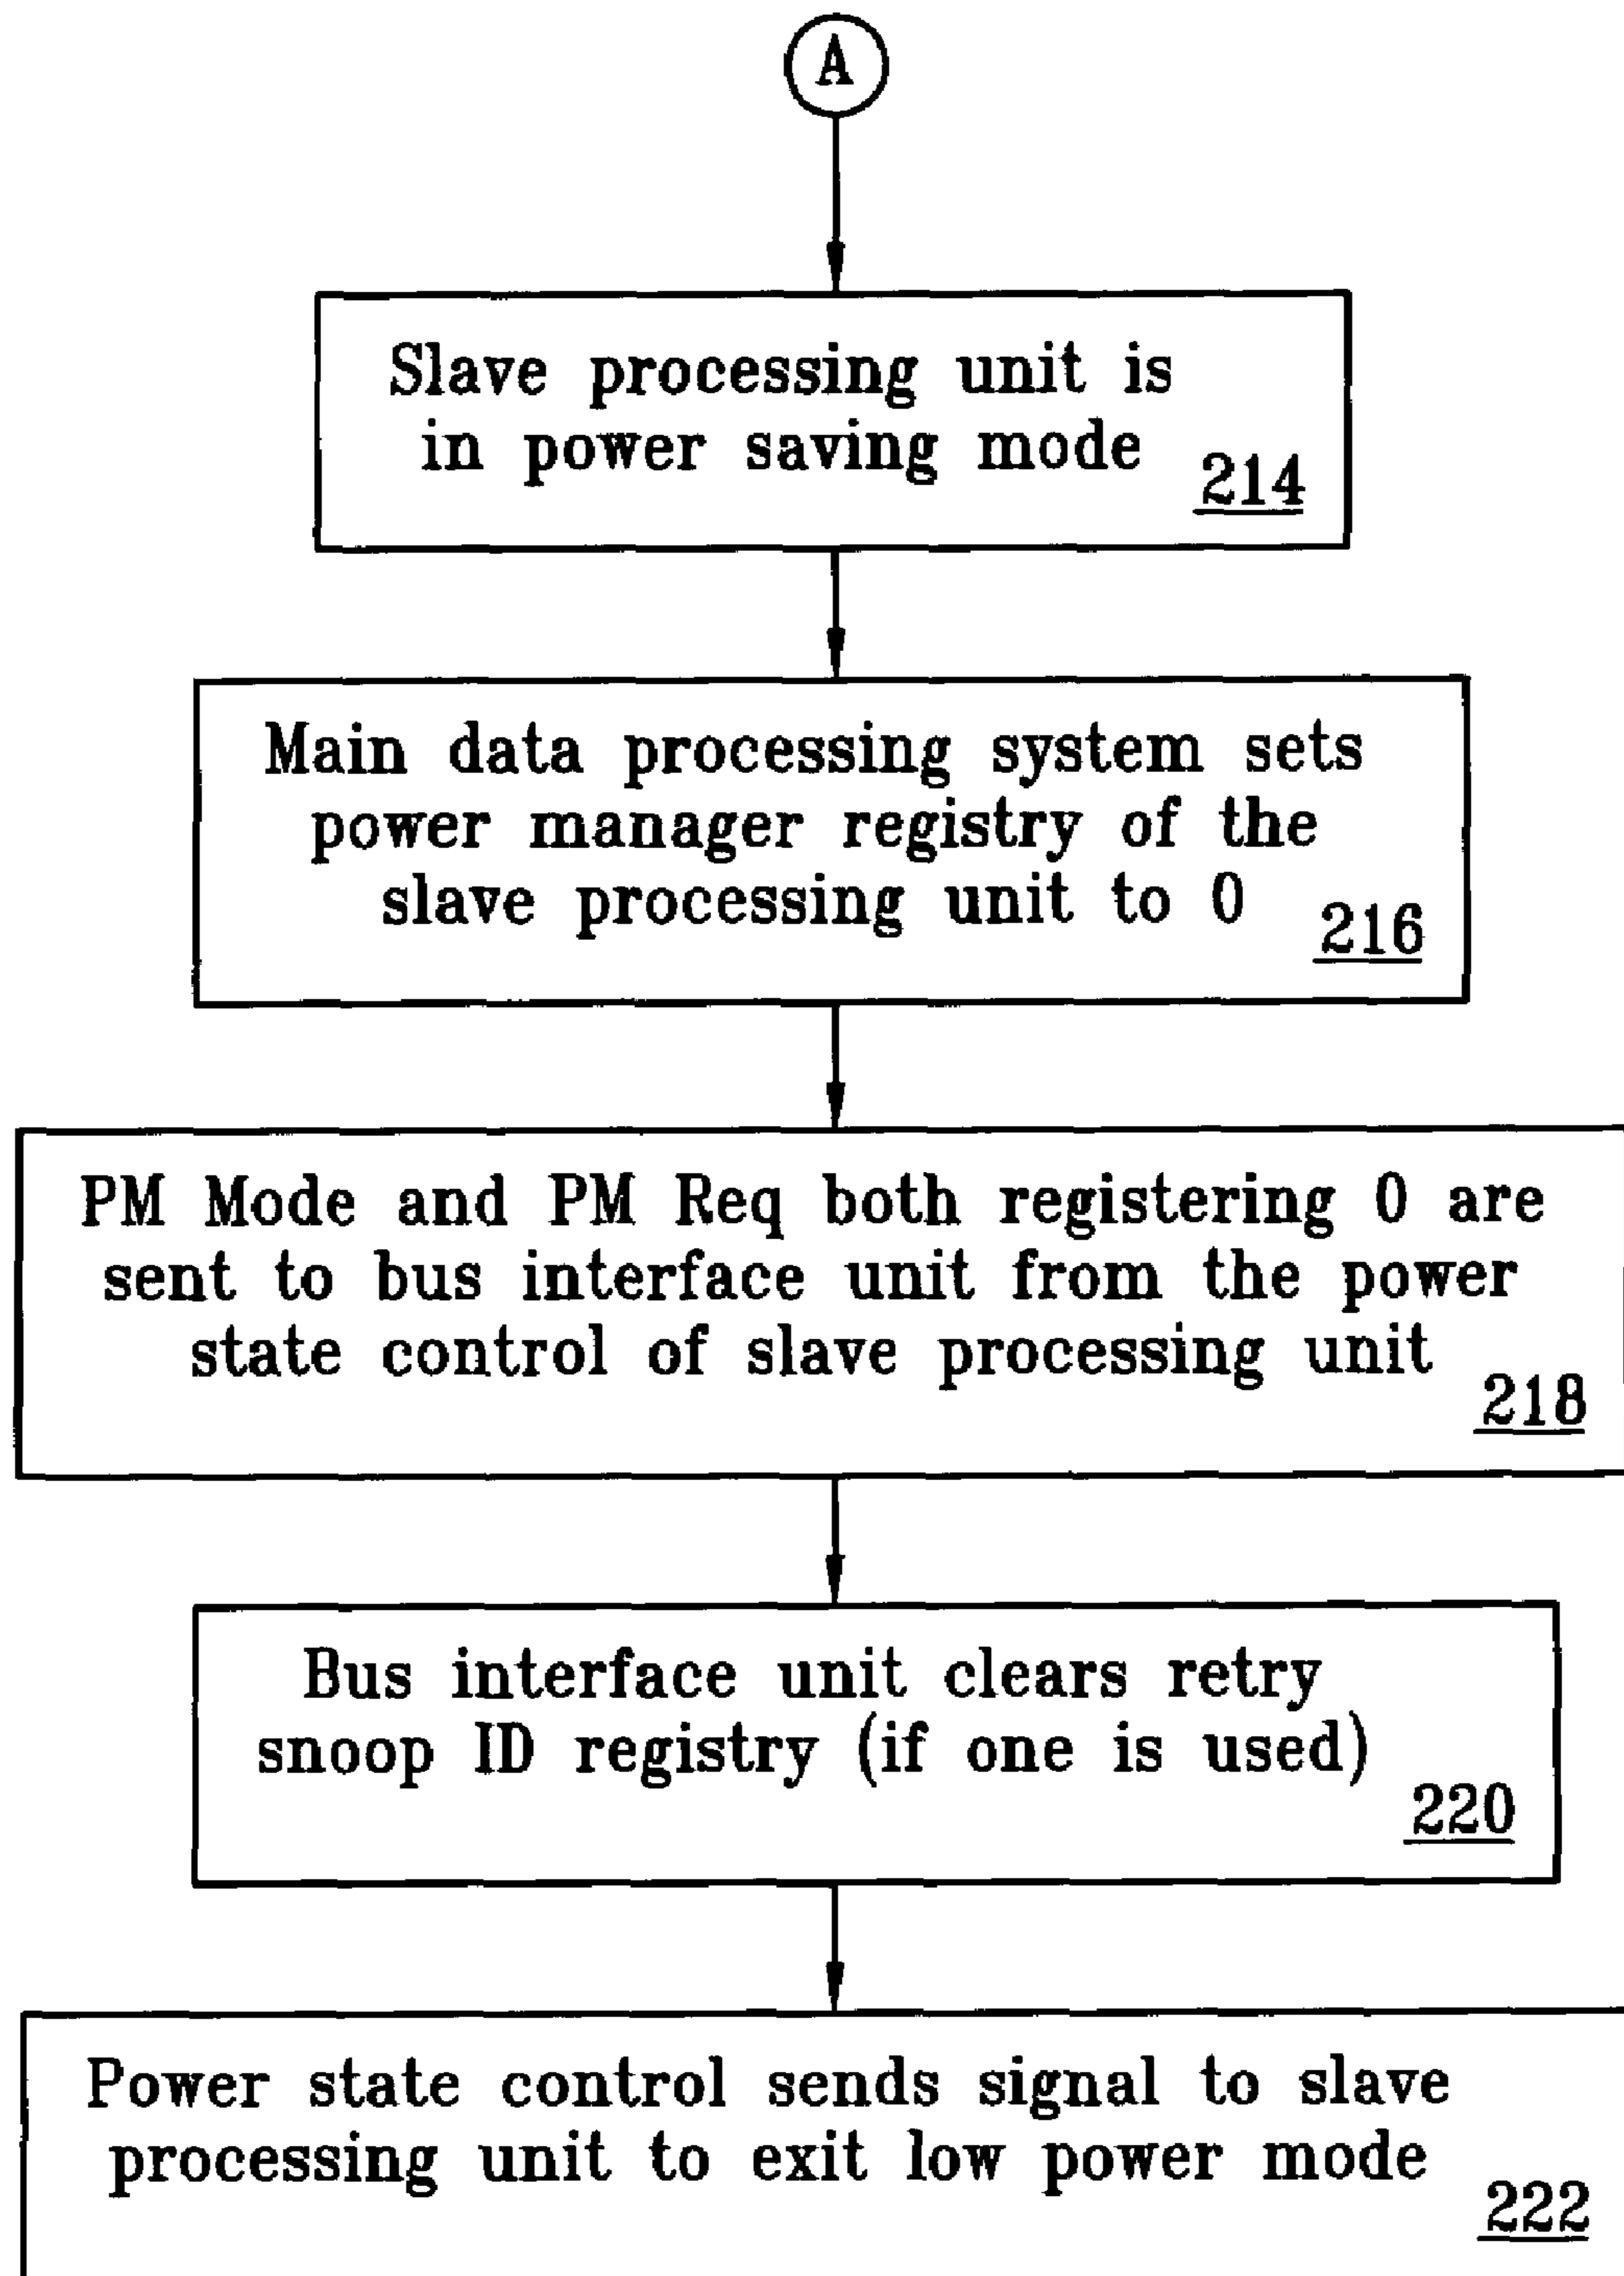 A
Slave processing unit is
in power saving mode
214
Main data processing system sets
power manager registry of the
slave processing unit to 0
216
PM Mode and PM Req both registering 0 are
sent to bus interface unit from the power
state control of slave processing unit
218
Bus interface unit clears retry
snoop ID registry (if one is used)
220
Power state control sends signal to slave
processing unit to exit low power mode
222